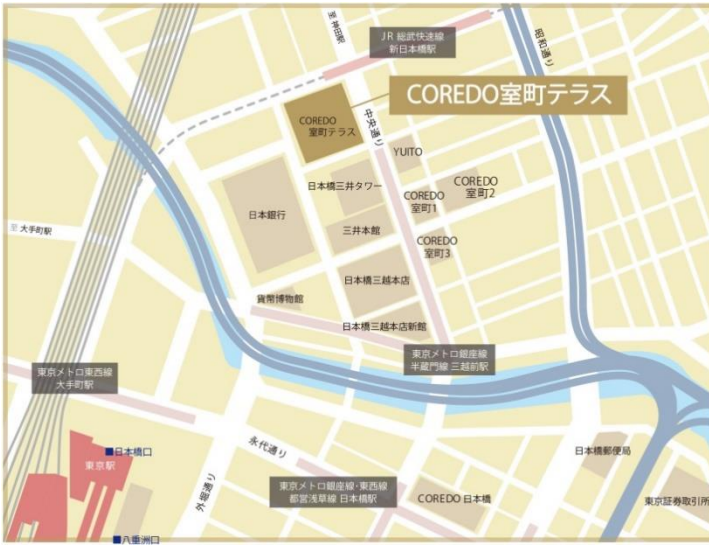 至 神田駅
JR 総武快速線
新日本橋駅
昭和通り
COREDO室町テラス
COREDO
室町テラス
中央通り
YUITO
日本橋三井タワー
COREDO
室町1
COREDO
室町2
日本銀行
三井本館
至 大手町駅
COREDO
室町3
日本橋三越本店
貨幣博物館
日本橋三越本店新館
東京メトロ銀座線
半蔵門線 三越前駅
東京メトロ東西線
大手町駅
永代通り
■日本橋口
東京駅
日本橋郵便局
外堀通り
東京メトロ銀座線・東西線
都営浅草線 日本橋駅
COREDO 日本橋
東京証券取引所
■八重洲口